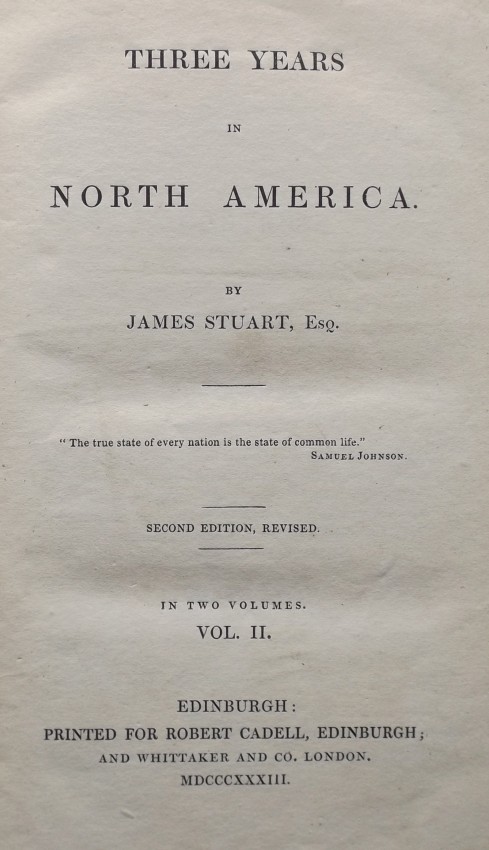 THREE YEARS
IN
NORTH AMERICA.
BY
JAMES STUART, Esq.
" The true state of every nation is the state of common life."
Samuel Johnson.
SECOND EDITION, REVISED.
IN TWO VOLUMES.
VOL. II.
EDINBURGH:
PRINTED FOR ROBERT CADELL, EDINBURGH;
AND WHITTAKER AND CO. LONDON.
MDCCCXXXIII.